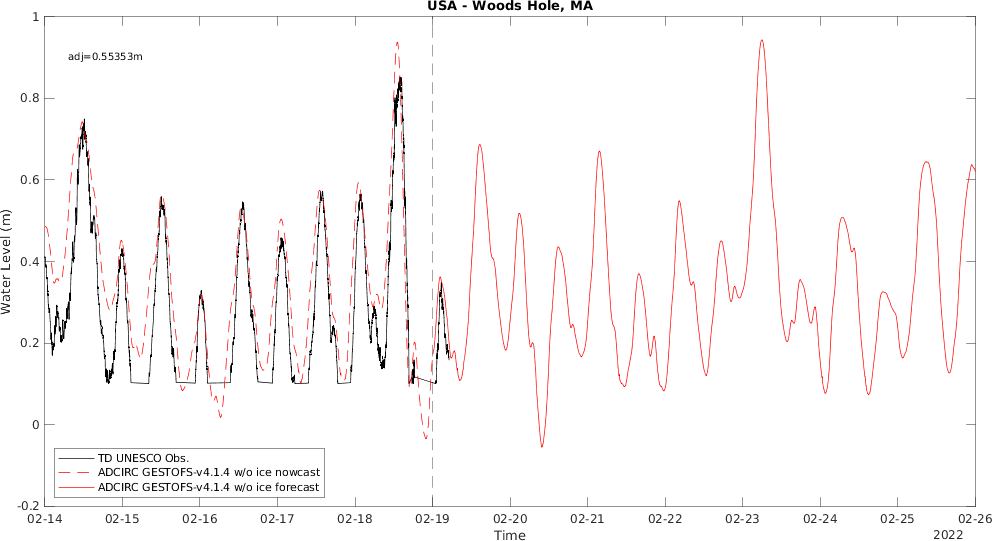 USA - Woods Hole, MA
adj=0.55353m
Water Level (m)
1
0.8
0.6
0.4
0.2
0
-0.2
TD UNESCO Obs.
ADCIRC GESTOFS-v4.1.4 w/o ice nowcast
ADCIRC GESTOFS-v4.1.4 w/o ice forecast
02-14 02-15 02-16 02-17 02-18 02-19 02-20 02-21 02-22 02-23 02-24 02-25 02-26
Time
2022